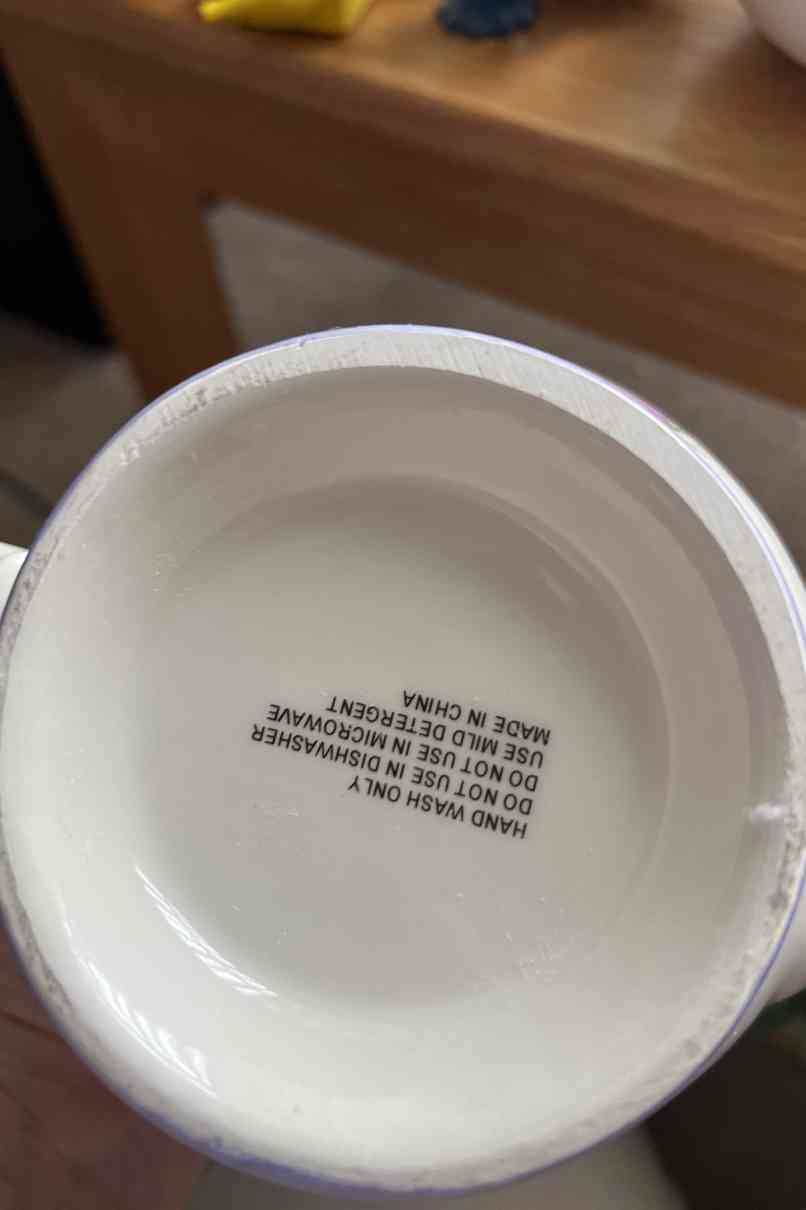 HAND WASH ONLY
DO NOT USE IN DISHWASHER
DO NOT USE IN MICROWAVE
USE MILD DETERGENT
MADE IN CHINA